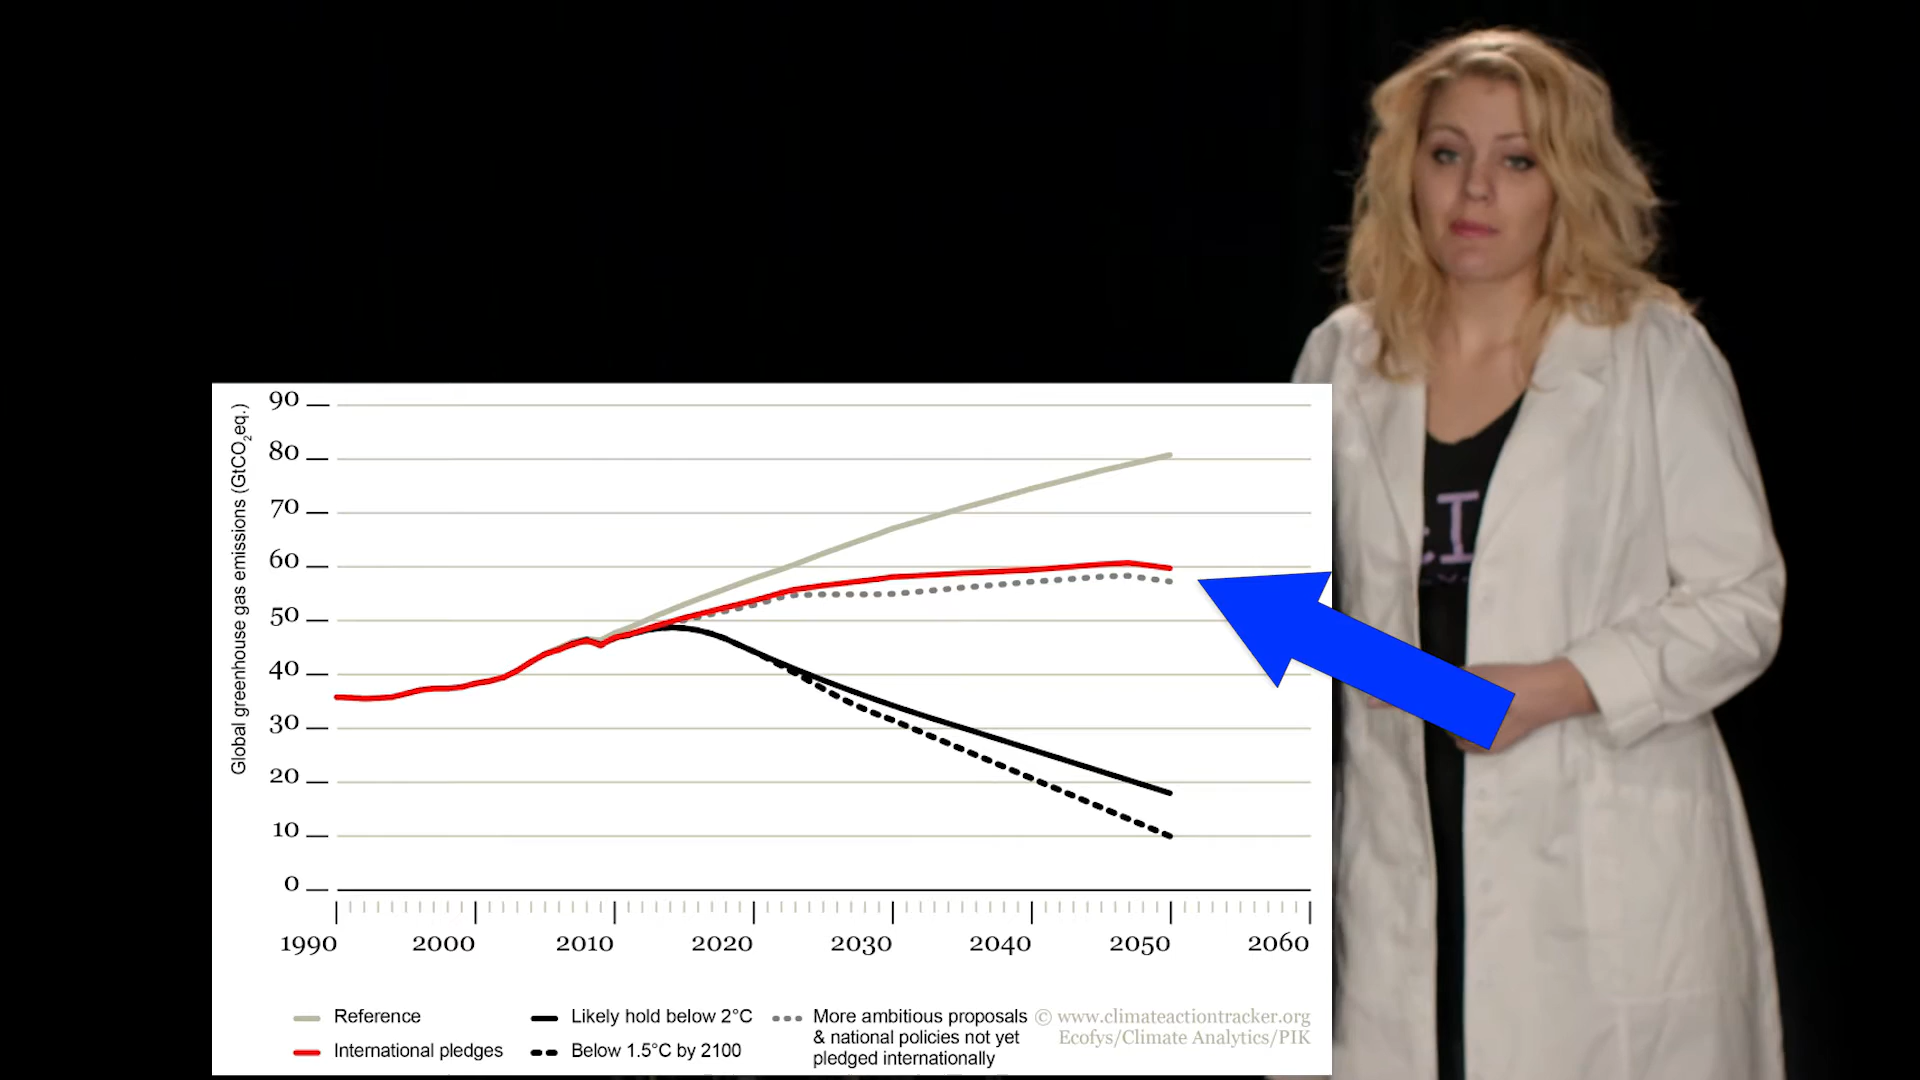 Global greenhouse gas emissions (GtCO2eq.)
90
80
70
60
50
40
30
20
10
0
1990 2000 2010 2020 2030 2040 2050 2060
Reference
International pledges
Likely hold below 2°C
Below 1.5°C by 2100
More ambitious proposals
& national policies not yet
pledged internationally
© www.climateactiontracker.org
Ecofys/Climate Analytics/PIK